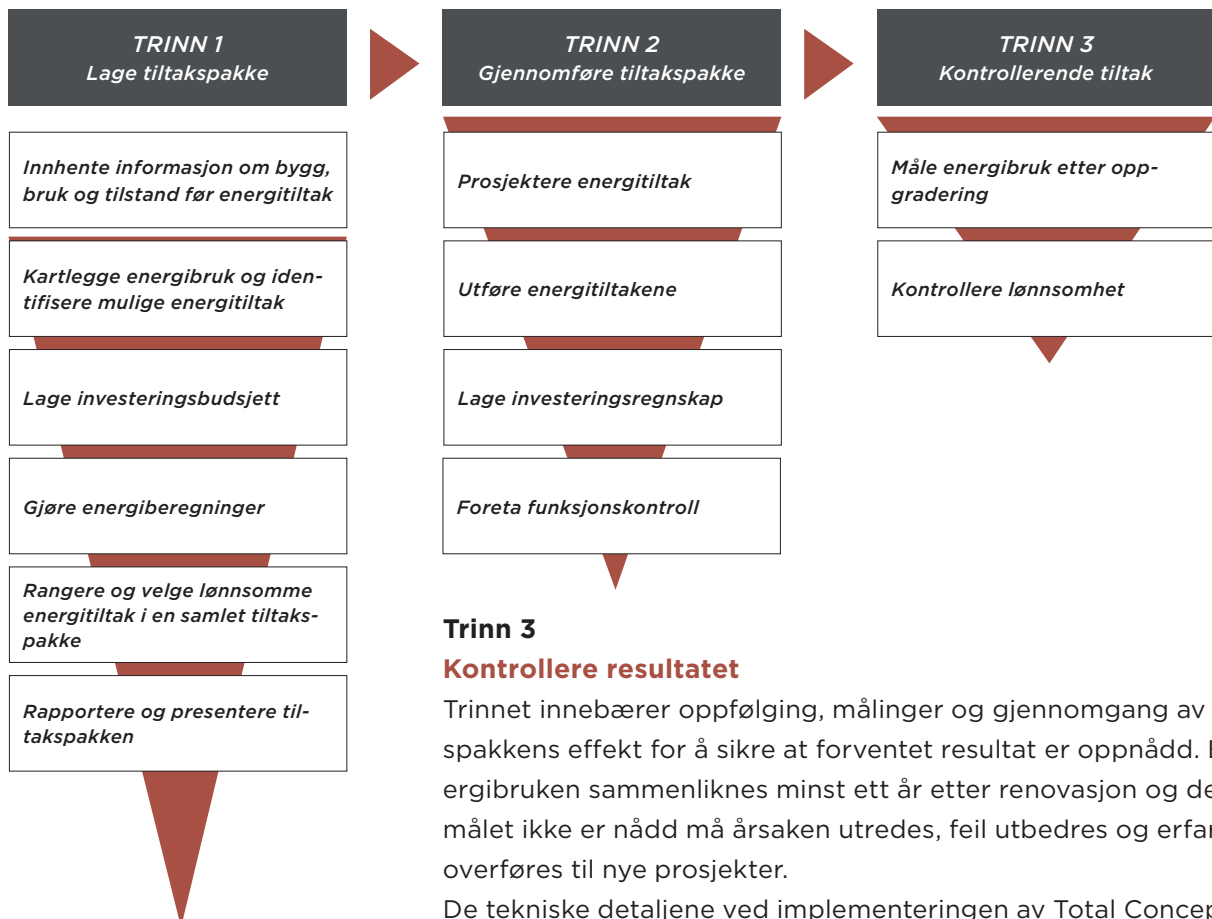 TRINN 1
Lage tiltakspakke
Innhente informasjon om bygg,
bruk og tilstand før energitiltak
Kartlegge energibruk og iden-
tifisere mulige energitiltak
Lage investeringsbudsjett
Gjøre energiberegninger
Rangere og velge lønnsomme
energitiltak i en samlet tiltaks-
pakke
Rapportere og presentere til-
takspakken
TRINN 2
Gjennomføre tiltakspakke
Prosjektere energitiltak
Utføre energitiltakene
Lage investeringsregnskap
Foreta funksjonskontroll
TRINN 3
Kontrollerende tiltak
Måle energibruk etter opp-
gradering
Kontrollere lønnsomhet
Trinn 3
Kontrollere resultatet
Trinnet innebærer oppfølging, målinger og gjennomgang av
spakkens effekt for å sikre at forventet resultat er oppnådd.
ergibruken sammenliknes minst ett år etter renovasjon og
målet ikke er nådd må årsaken utredes, feil utbedres og
overføres til nye prosjekter.
De tekniske detaljene ved implementeringen av Total